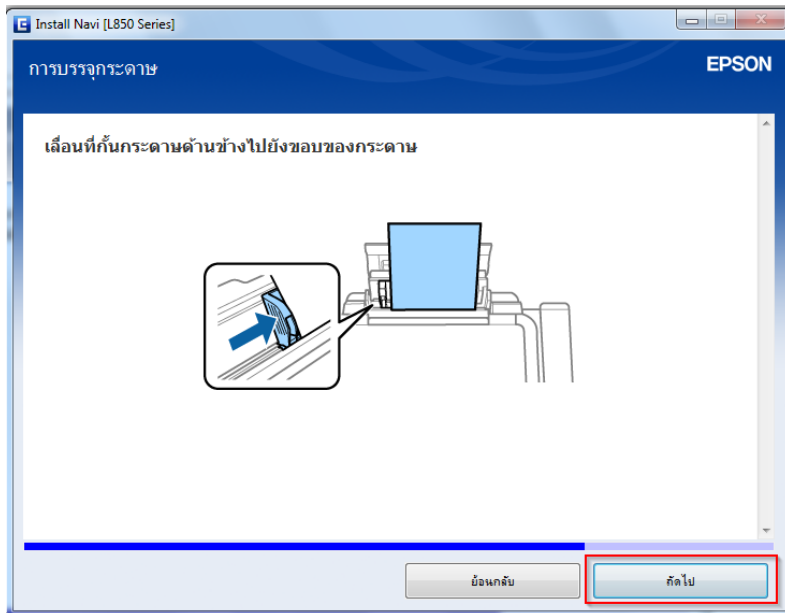 Install Navi [L850 Series]
การบรรจุกระดาษ
EPSON
เลื่อนที่กั้นกระดาษด้านข้างไปยังขอบของกระดาษ
ย้อนกลับ
ถัดไป